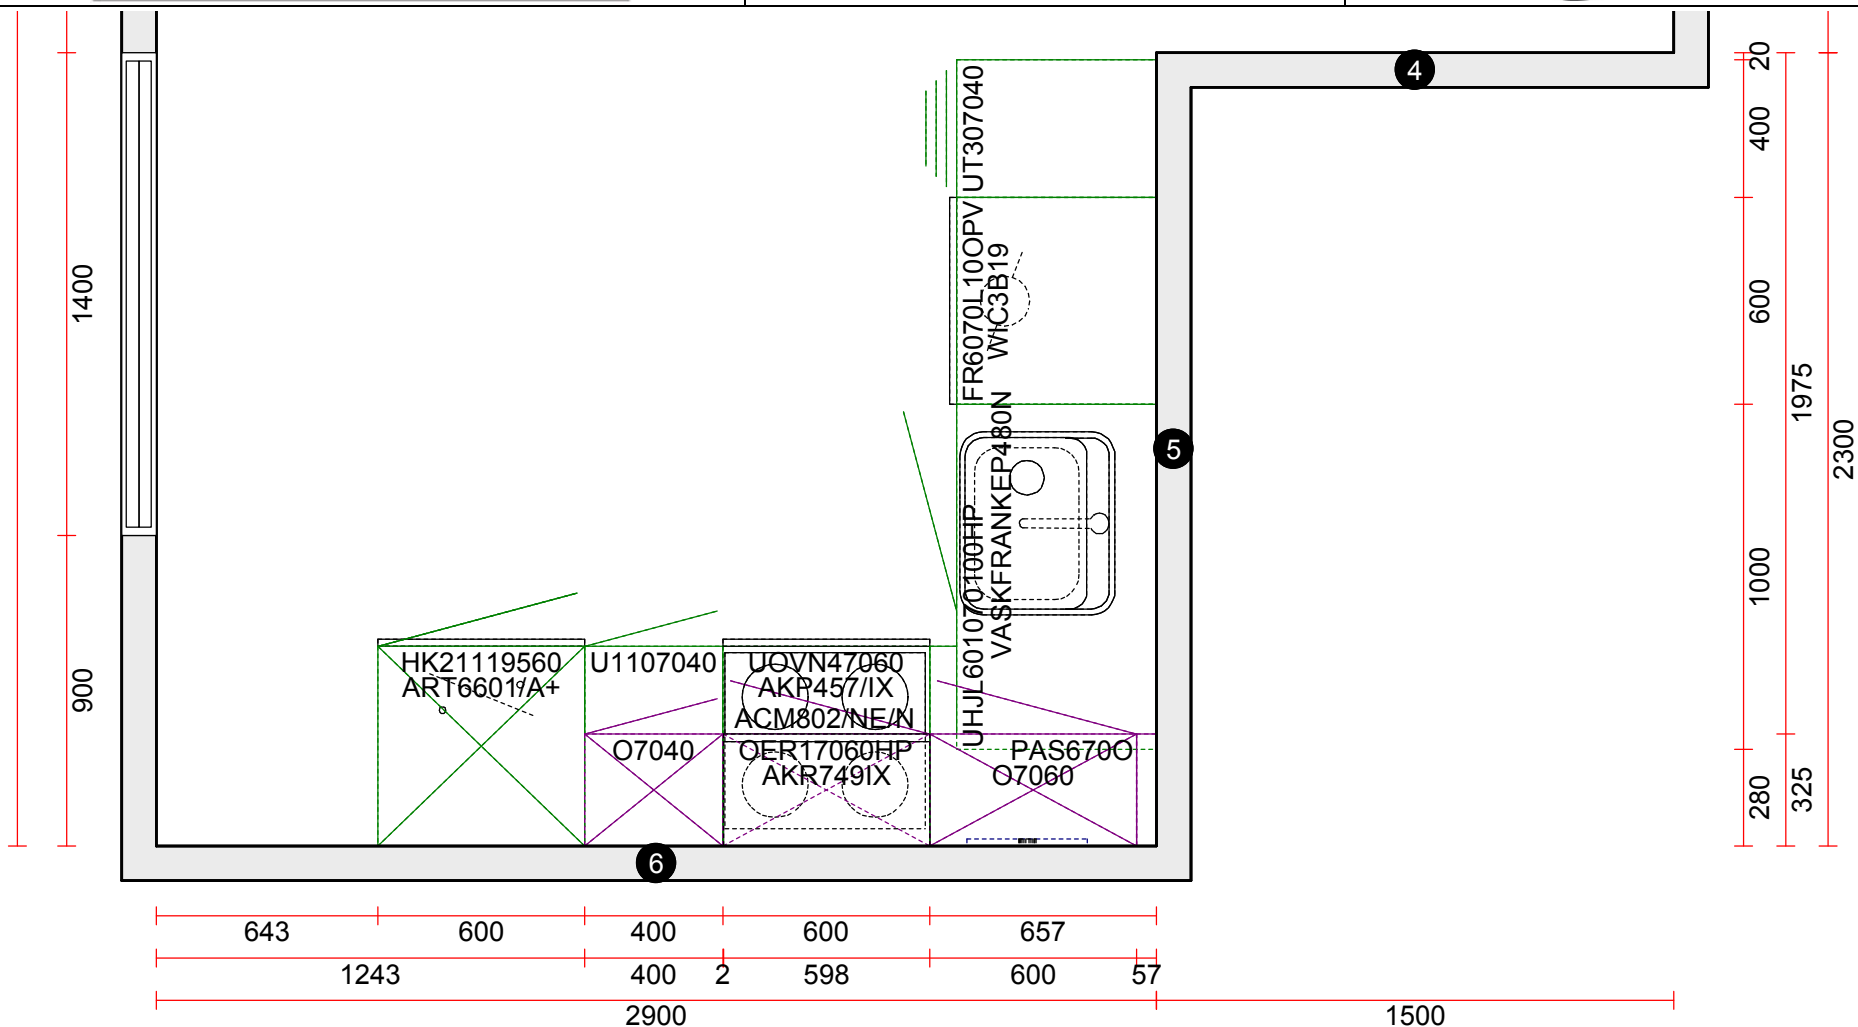 4
20
400
UT307040
1400
FR6070L10OPV
WIC3B19
600
1975
2300
5
VASKFRANKEP480N
UHJL601070100HP
1000
900
HK21119560
ART6601/A+
U1107040
UOVN47060
AKP457/IX
ACM802/NE/N
O7040
OER17060HP
AKR749IX
PAS670O
O7060
280
325
6
643 600 400 600 657
1243 400 2 598 600 57
2900 1500